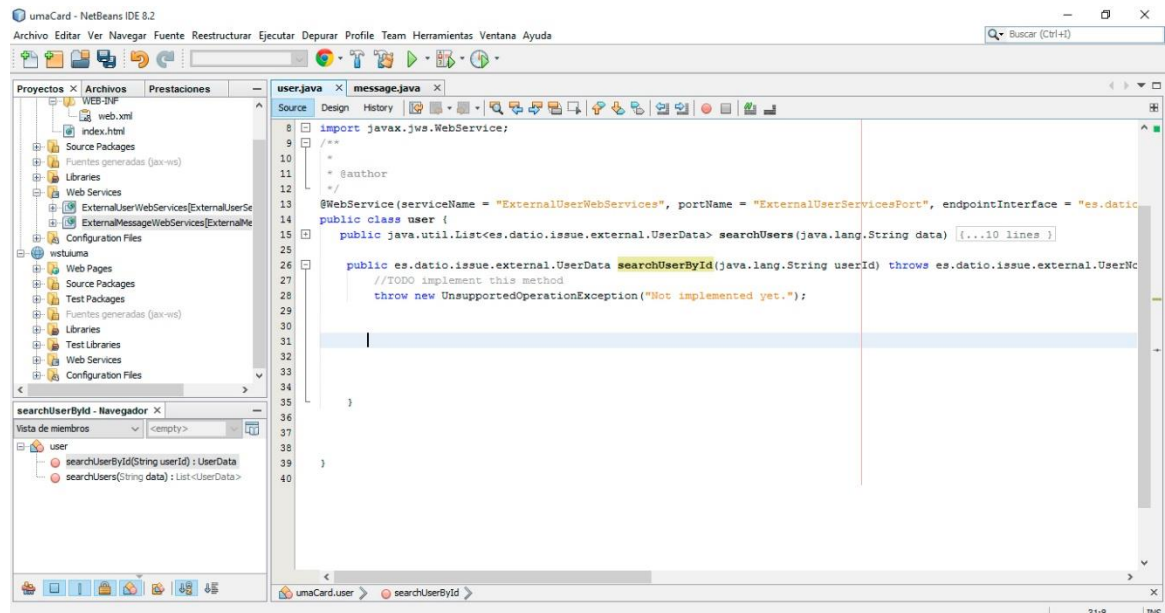 umaCard - NetBeans IDE 8.2
Archivo Editar Ver Navegar Fuente Reestructurar Ejecutar Depurar Profile Team Herramientas Ventana Ayuda
Buscar (Ctrl+I)
Proyectos Archivos Prestaciones
WEB-INF
web.xml
index.html
Source Packages
Fuentes generadas (jax-ws)
Libraries
Web Services
ExternalUserWebServices[ExternalUserSe
ExternalMessageWebServices[ExternalMe
Configuration Files
wstuiuma
Web Pages
Source Packages
Test Packages
Fuentes generadas (jax-ws)
Libraries
Test Libraries
Web Services
Configuration Files
searchUserById - Navegador
Vista de miembros <empty>
user
searchUserById(String userId) : UserData
searchUsers(String data) : List<UserData>
user.java message.java
Source Design History
8 import javax.jws.WebService;
9 /**
10 *
11 * @author
12 */
13 @WebService(serviceName = "ExternalUserWebServices", portName = "ExternalUserServicesPort", endpointInterface = "es.datio
14 public class user {
15 public java.util.List<es.datio.issue.external.UserData> searchUsers(java.lang.String data) {...10 lines }
25
26 public es.datio.issue.external.UserData searchUserById(java.lang.String userId) throws es.datio.issue.external.UserNo
27 //TODO implement this method
28 throw new UnsupportedOperationException("Not implemented yet.");
29
30
31
32
33
34
35 }
36
37
38
39 }
40
umaCard.user searchUserById
31:8 INS